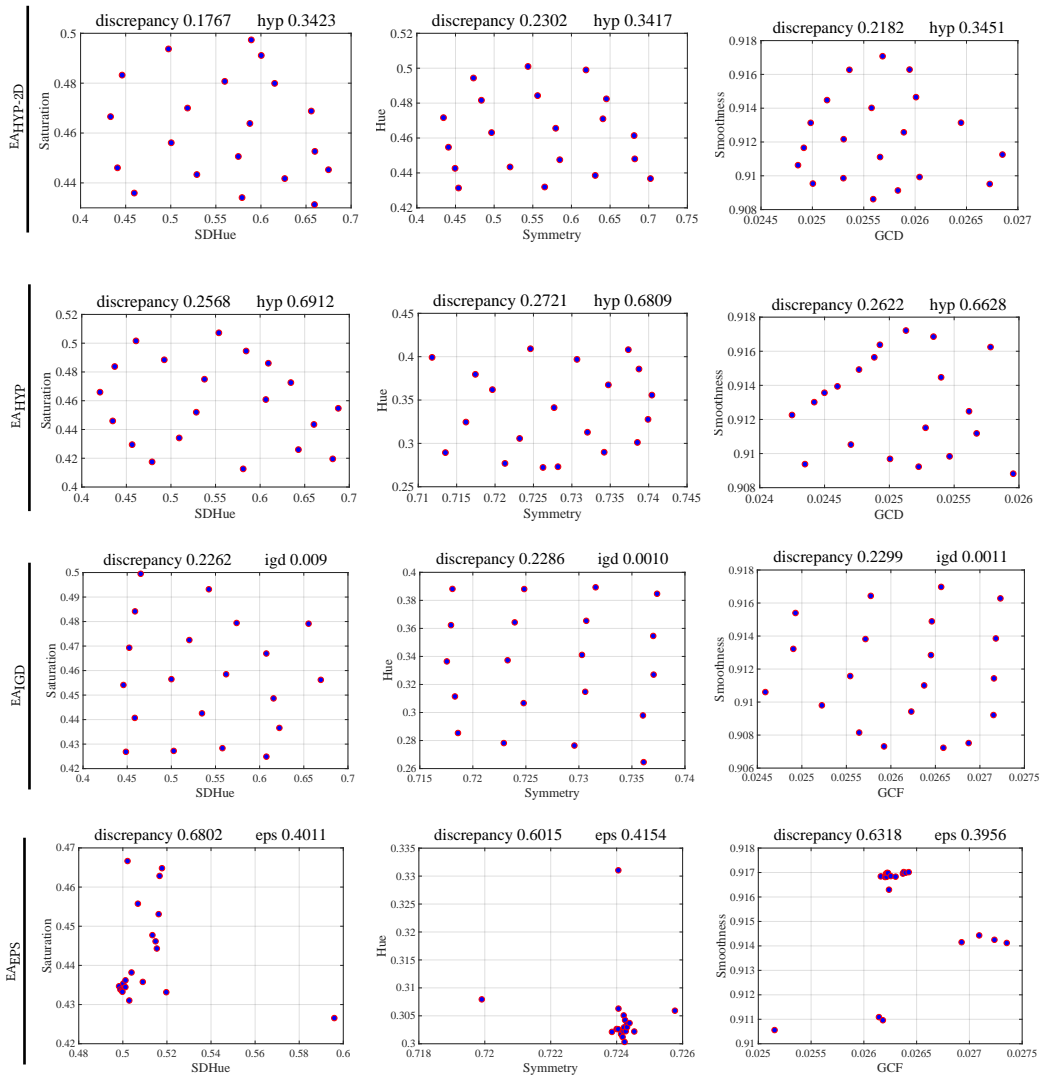 discrepancy 0.1767 hyp 0.3423
0.5
0.48
0.46
0.44
0.4 0.45 0.5 0.55 0.6 0.65 0.7
Saturation
SDHue
EAHYP-2D
discrepancy 0.2302 hyp 0.3417
0.52
0.5
0.48
0.46
0.44
0.42
0.4 0.45 0.5 0.55 0.6 0.65 0.7 0.75
Hue
Symmetry
discrepancy 0.2182 hyp 0.3451
0.918
0.916
0.914
0.912
0.91
0.908
0.0245 0.025 0.0255 0.026 0.0265 0.027
Smoothness
GCD
discrepancy 0.2568 hyp 0.6912
0.52
0.5
0.48
0.46
0.44
0.42
0.4
0.4 0.45 0.5 0.55 0.6 0.65 0.7
Saturation
SDHue
EAHYP
discrepancy 0.2721 hyp 0.6809
0.45
0.4
0.35
0.3
0.25
0.71 0.715 0.72 0.725 0.73 0.735 0.74 0.745
Hue
Symmetry
discrepancy 0.2622 hyp 0.6628
0.918
0.916
0.914
0.912
0.91
0.908
0.024 0.0245 0.025 0.0255 0.026
Smoothness
GCD
discrepancy 0.2262 igd 0.009
0.5
0.49
0.48
0.47
0.46
0.45
0.44
0.43
0.42
0.4 0.45 0.5 0.55 0.6 0.65 0.7
Saturation
SDHue
EAIGD
discrepancy 0.2286 igd 0.0010
0.4
0.38
0.36
0.34
0.32
0.3
0.28
0.26
0.715 0.72 0.725 0.73 0.735 0.74
Hue
Symmetry
discrepancy 0.2299 igd 0.0011
0.918
0.916
0.914
0.912
0.91
0.908
0.906
0.0245 0.025 0.0255 0.026 0.0265 0.027 0.0275
Smoothness
GCF
discrepancy 0.6802 eps 0.4011
0.47
0.46
0.45
0.44
0.43
0.42
0.48 0.5 0.52 0.54 0.56 0.58 0.6
Saturation
SDHue
EAEPS
discrepancy 0.6015 eps 0.4154
0.335
0.33
0.325
0.32
0.315
0.31
0.305
0.3
0.718 0.72 0.722 0.724 0.726
Hue
Symmetry
discrepancy 0.6318 eps 0.3956
0.918
0.917
0.916
0.915
0.914
0.913
0.912
0.911
0.91
0.025 0.0255 0.026 0.0265 0.027 0.0275
Smoothness
GCF